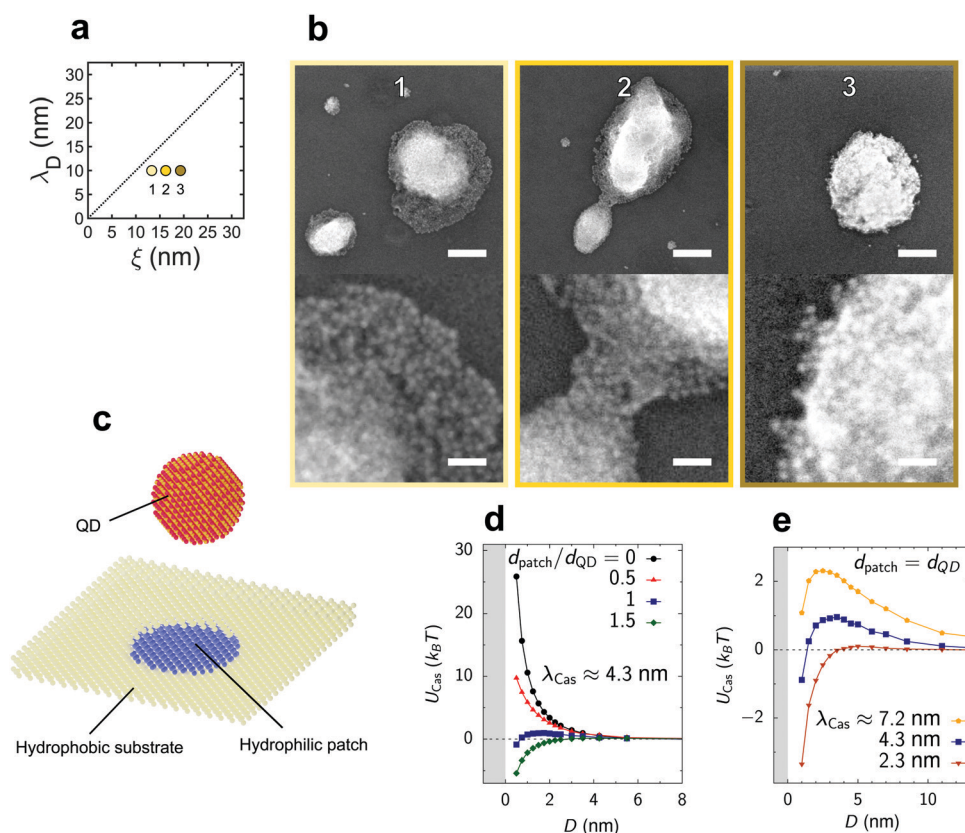 a
λD (nm)
30
25
20
15
10
5
0
1 2 3
0 5 10 15 20 25 30
ξ (nm)
b
1
2
3
c
QD
Hydrophobic substrate
Hydrophilic patch
d
UCas (kBT)
30
20
10
0
dpatch/dQD = 0
0.5
1
1.5
λCas ≈ 4.3 nm
0 2 4 6 8
D (nm)
e
UCas (kBT)
2
0
−2
dpatch = dQD
λCas ≈ 7.2 nm
4.3 nm
2.3 nm
0 5 10
D (nm)